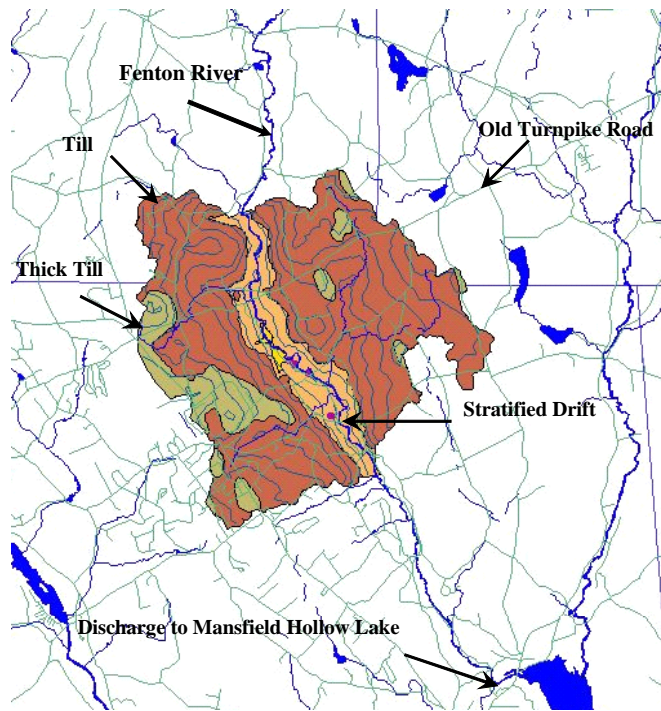 Fenton River
Old Turnpike Road
Till
Thick Till
Stratified Drift
Discharge to Mansfield Hollow Lake